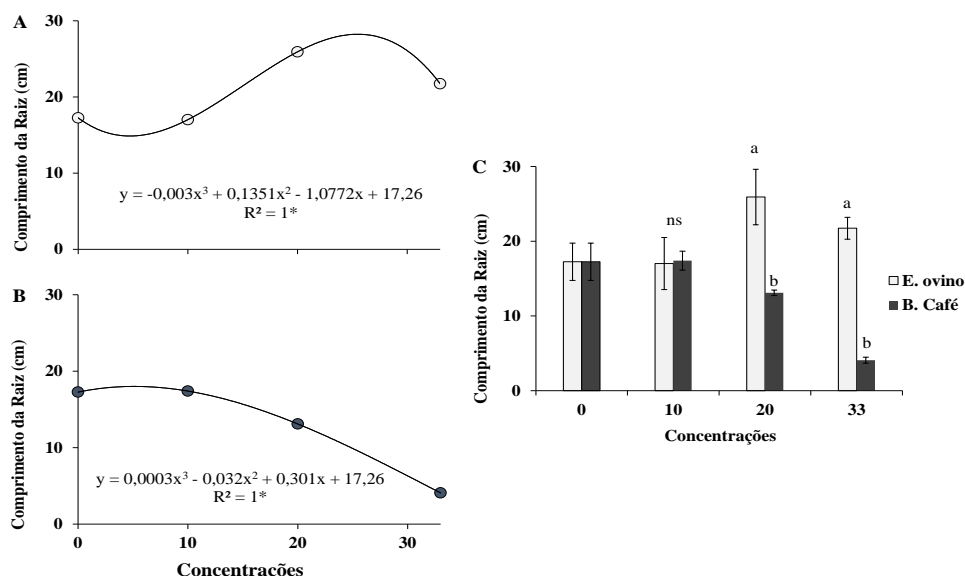 A
Comprimento da Raiz (cm)
30
20
10
0
y = -0,003x³ + 0,1351x² - 1,0772x + 17,26
R² = 1*
B
Comprimento da Raiz (cm)
30
20
10
0
y = 0,0003x³ - 0,032x² + 0,301x + 17,26
R² = 1*
0 10 20 30
Concentrações
C
Comprimento da Raiz (cm)
30
20
10
0
ns
a
b
a
b
0 10 20 33
Concentrações
E. ovino
B. Café